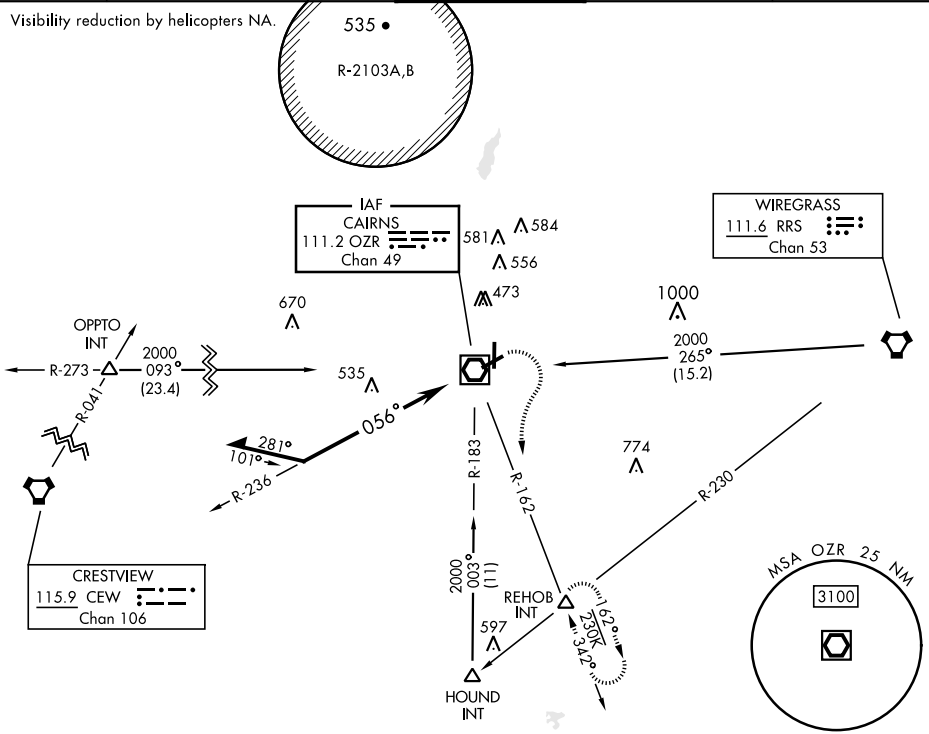 Visibility reduction by helicopters NA.
535
R-2103A,B
IAF
CAIRNS
111.2 OZR
Chan 49
581
584
556
473
WIREGRASS
111.6 RRS
Chan 53
670
1000
OPPTO
INT
R-273
2000
093°
(23.4)
2000
265°
(15.2)
R-041
535
056°
281°
101°
R-236
R-183
R-162
774
R-230
CRESTVIEW
115.9 CEW
Chan 106
2000
003°
(11)
REHOB
INT
162°
230K
342°
597
HOUND
INT
MSA OZR 25 NM
3100